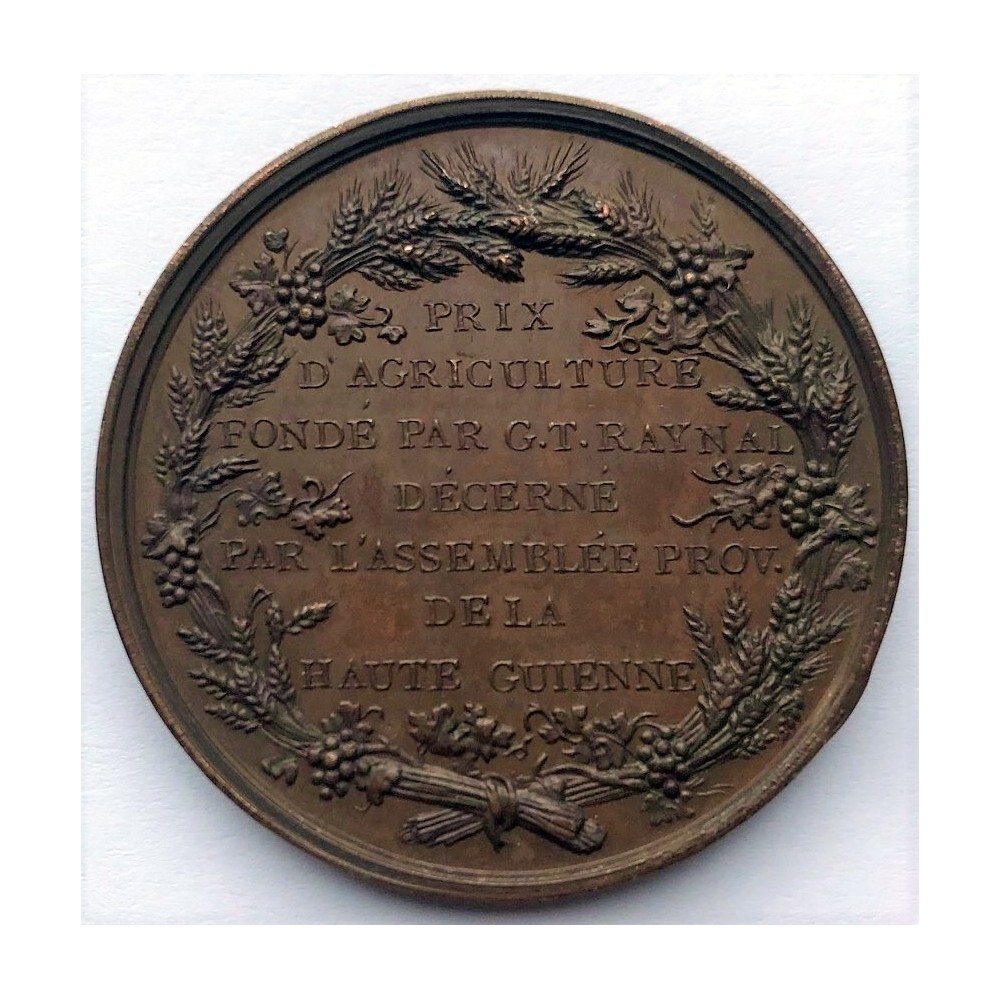 PRIX
D'AGRICULTURE
FONDÉ PAR G.T. RAYNAL
DÉCERNÉ
PAR L'ASSEMBLÉE PROV.
DE LA
HAUTE GUIENNE